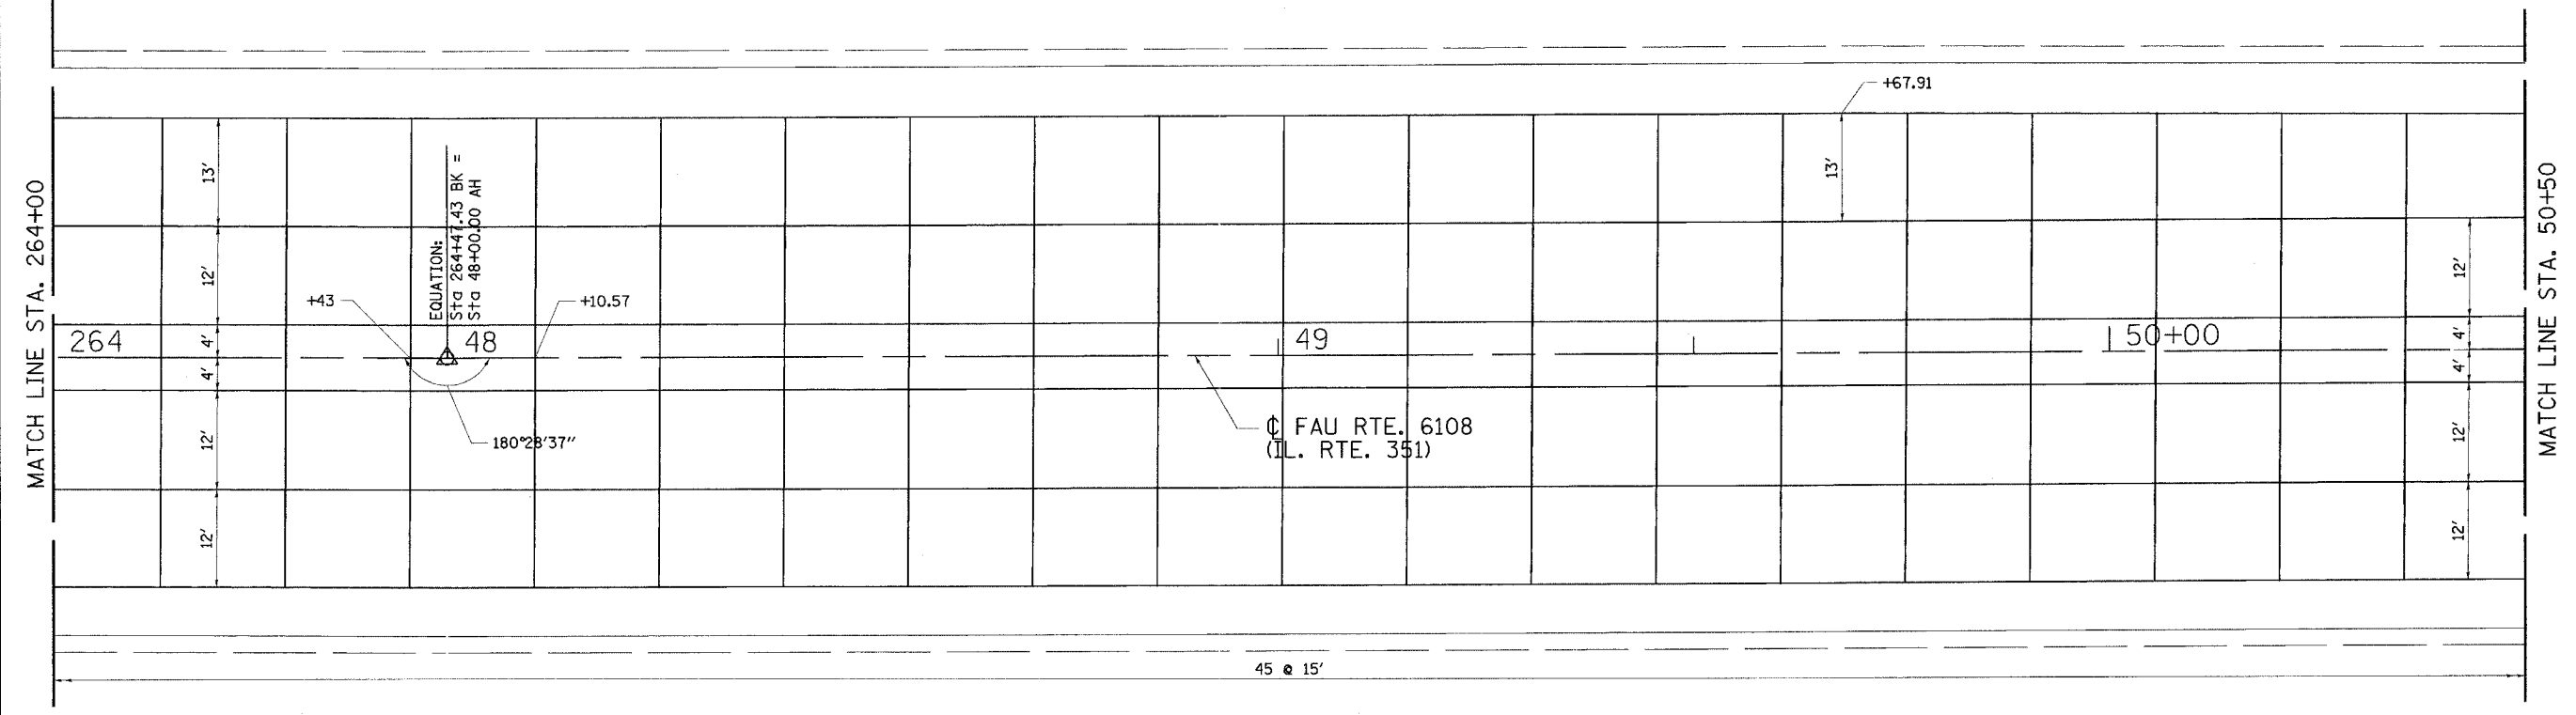 MATCH LINE STA. 264+00
MATCH LINE STA. 50+50
+67.91
13'
13'
EQUATION:
Sta 264+47.43 BK =
Sta 48+00.00 AH
12'
12'
+43
+10.57
264
4'
48
49
50+00
4'
4'
4'
℄ FAU RTE. 6108
(IL. RTE. 351)
180°28'37"
12'
12'
12'
12'
45 @ 15'